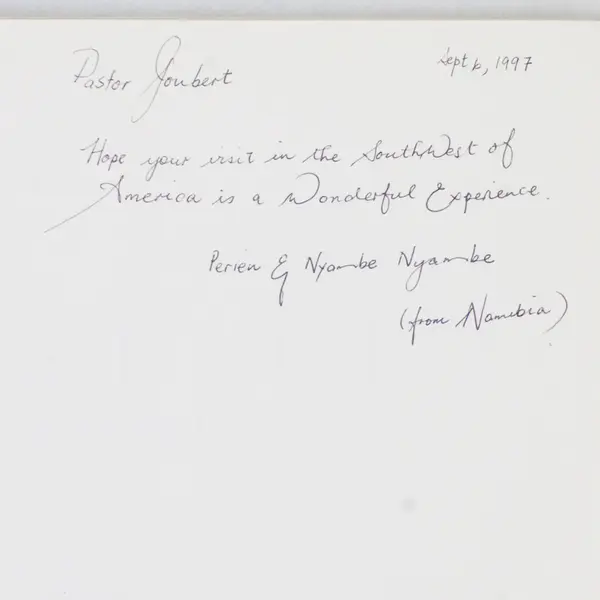 Pastor Joubert
Sept 6, 1997
Hope your visit in the SouthWest of
America is a Wonderful Experience.
Perien & Nyambe Nyambe
(from Namibia)